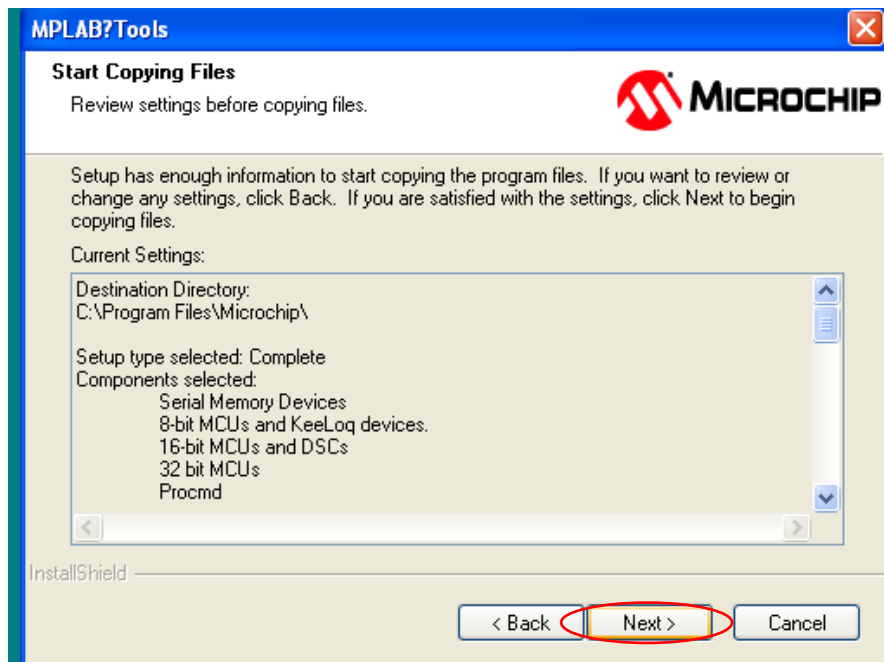 MPLAB?Tools
Start Copying Files
Review settings before copying files.
MICROCHIP
Setup has enough information to start copying the program files. If you want to review or
change any settings, click Back. If you are satisfied with the settings, click Next to begin
copying files.
Current Settings:
Destination Directory:
C:\Program Files\Microchip\
Setup type selected: Complete
Components selected:
Serial Memory Devices
8-bit MCUs and KeeLoq devices.
16-bit MCUs and DSCs
32 bit MCUs
Procmd
InstallShield
< Back Next > Cancel